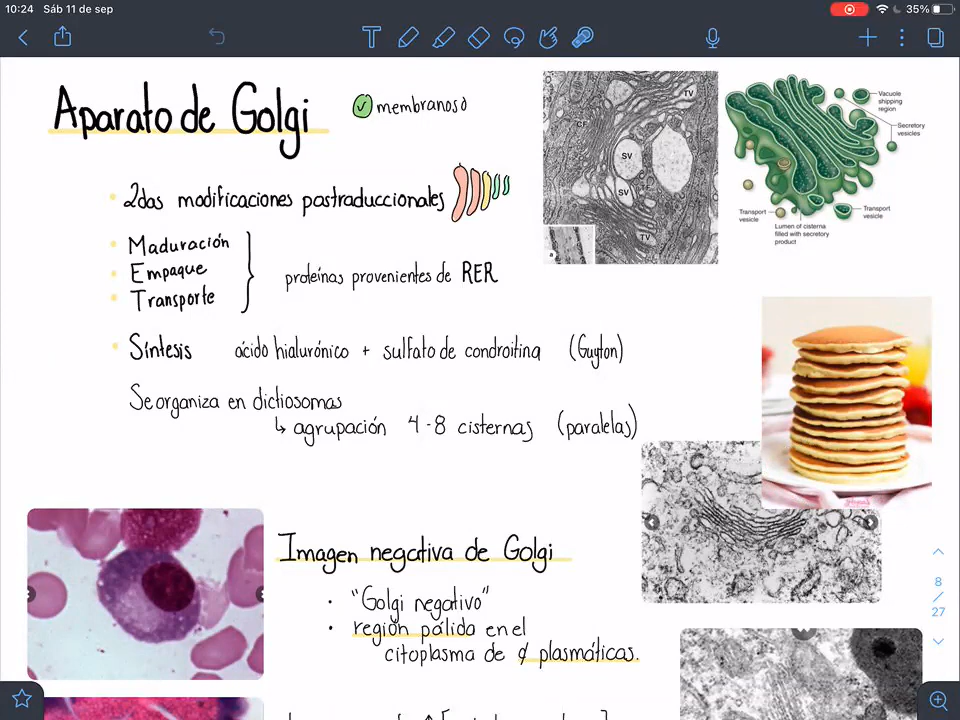 10:24 Sáb 11 de sep
35%
Aparato de Golgi
membranoso
2das modificaciones postraduccionales
Maduración
Empaque
Transporte
proteínas provenientes de RER
Síntesis ácido hialurónico + sulfato de condroitina (Guyton)
Se organiza en dictiosomas
↳ agrupación 4-8 cisternas (paralelas)
TV
CF
SV
SV
CF
TV
a
Vacuole
shipping
region
Secretory
vesicles
Transport
vesicle
Transport
vesicle
Lumen of cisterna
filled with secretory
product
Imagen negativa de Golgi
"Golgi negativo"
región pálida en el
citoplasma de ₵ plasmáticas.
8
/
27